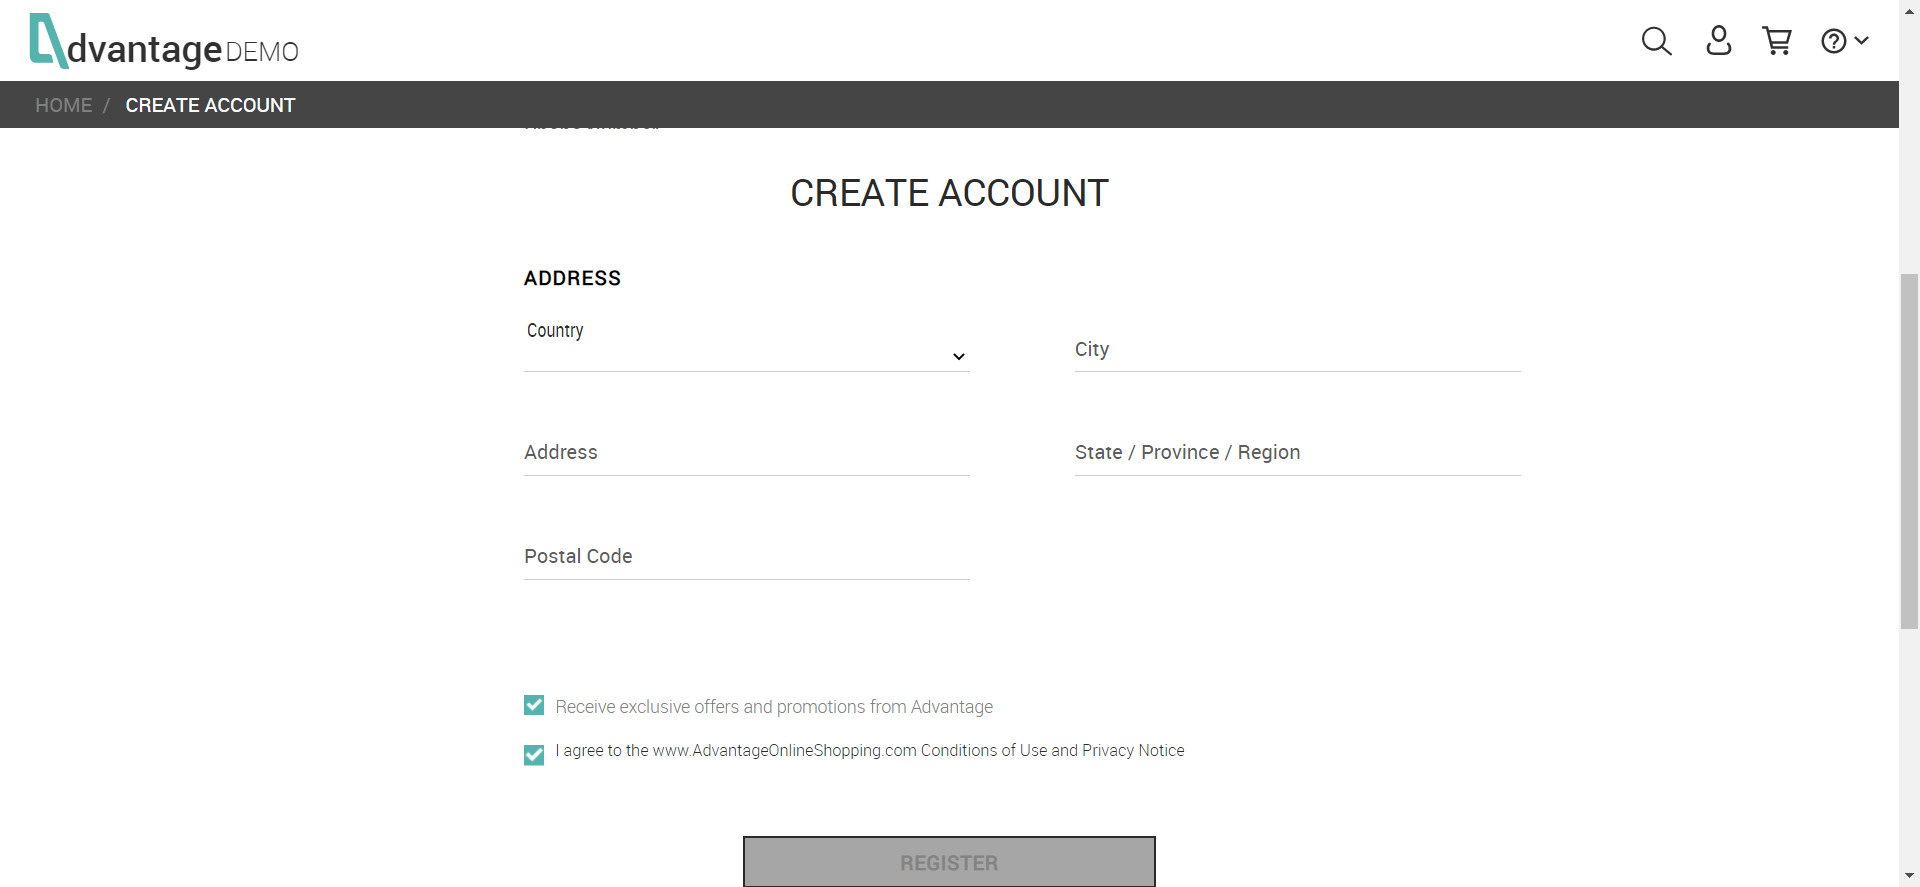 dvantage DEMO
HOME / CREATE ACCOUNT
CREATE ACCOUNT
ADDRESS
Country
City
Address
State / Province / Region
Postal Code
Receive exclusive offers and promotions from Advantage
I agree to the www.AdvantageOnlineShopping.com Conditions of Use and Privacy Notice
REGISTER